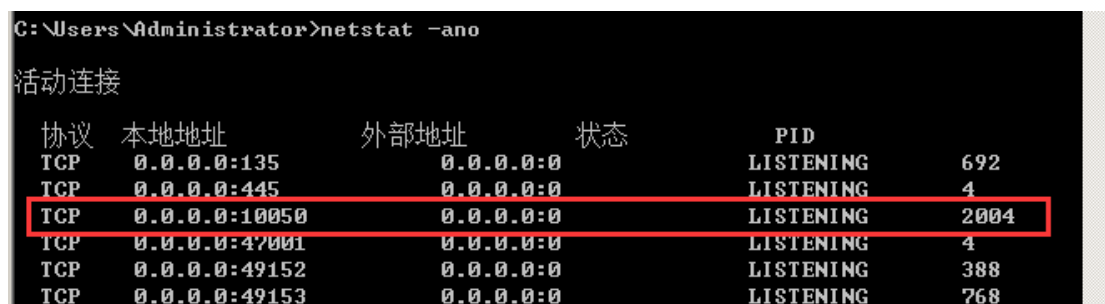 C:\Users\Administrator>netstat -ano
活动连接
协议 本地地址 外部地址 状态 PID
TCP 0.0.0.0:135 0.0.0.0:0 LISTENING 692
TCP 0.0.0.0:445 0.0.0.0:0 LISTENING 4
TCP 0.0.0.0:10050 0.0.0.0:0 LISTENING 2004
TCP 0.0.0.0:47001 0.0.0.0:0 LISTENING 4
TCP 0.0.0.0:49152 0.0.0.0:0 LISTENING 388
TCP 0.0.0.0:49153 0.0.0.0:0 LISTENING 768